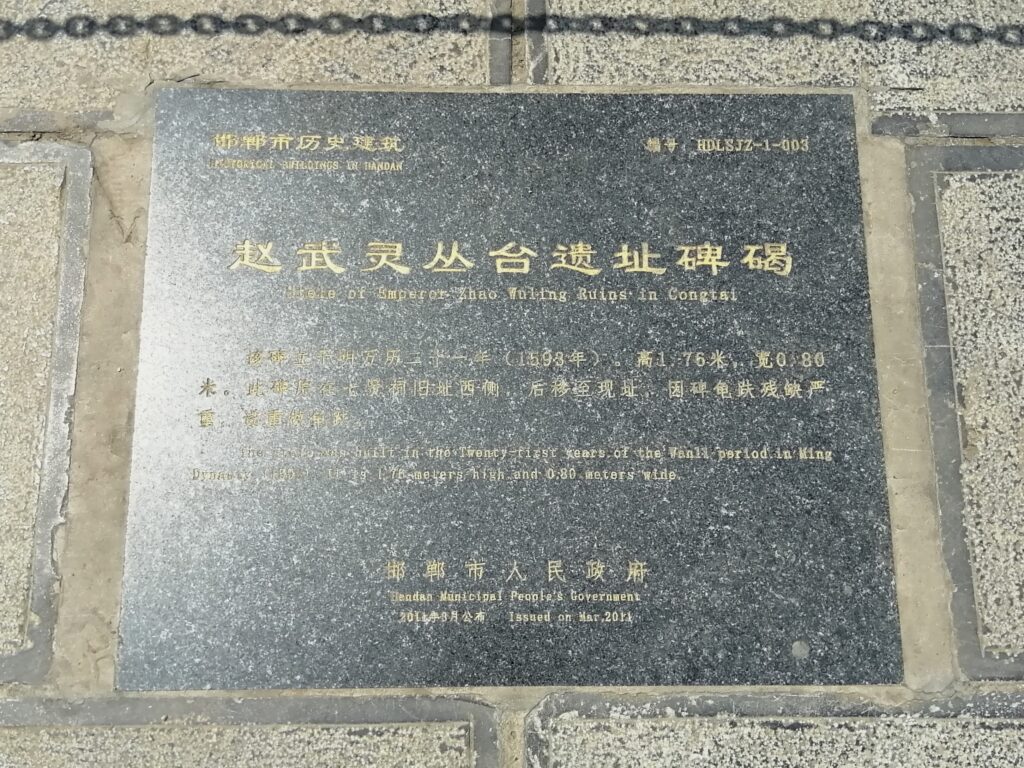 邯郸市历史建筑
HISTORICAL BUILDINGS IN HANDAN
编号：HDLSJZ-1-003
赵武灵丛台遗址碑碣
Stele of Emperor Zhao Wuling Ruins in Congtai
该碑立于明万历二十一年（1593年）。高1.76米，宽0.80
米。此碑原在七贤祠旧址西侧，后移至现址，因碑龟趺残缺严
重，
The stele was built in the Twenty-first years of the Wanli period in Ming
Dynasty It is 1.76 meters high and 0.80 meters wide.
邯郸市人民政府
Handan Municipal People's Government
2011年3月公布 Issued on Mar,2011